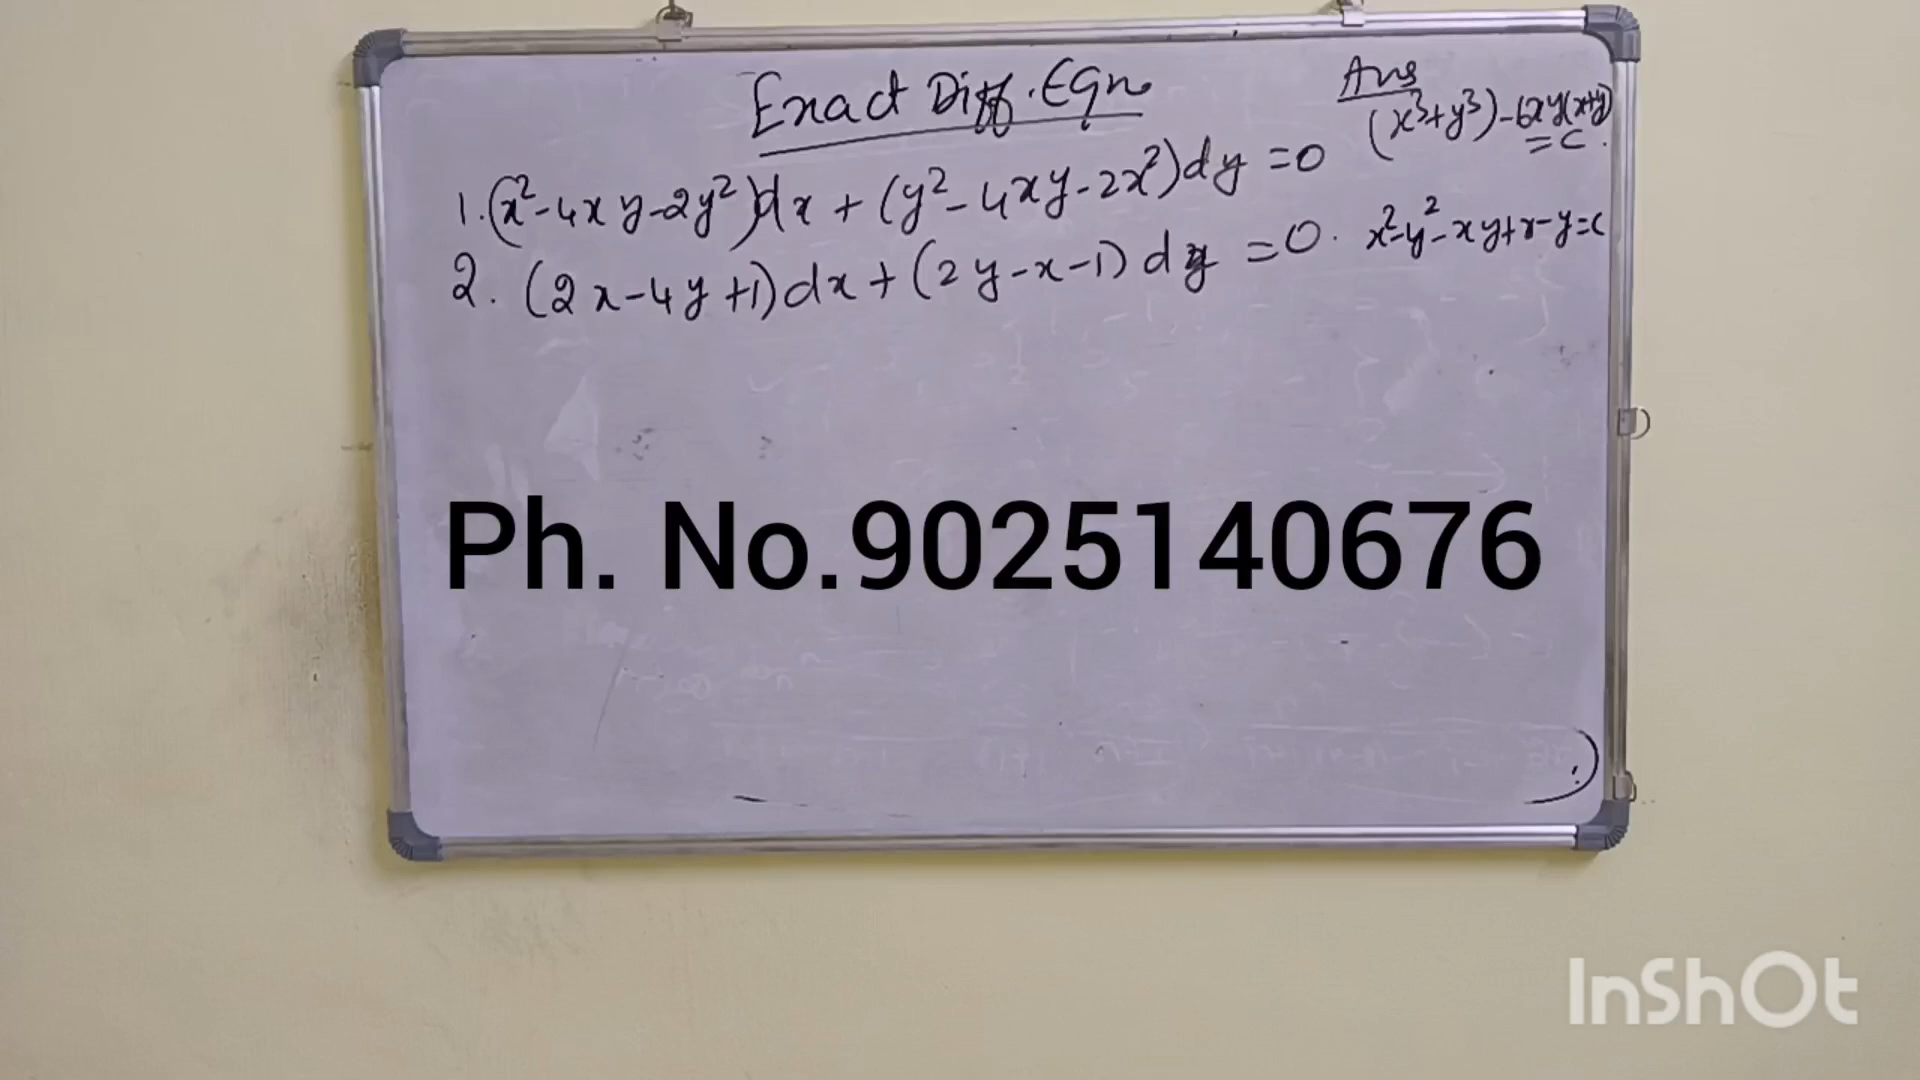 Exact Diff. Eqn.
Ans
(x³+y³)-6xy(x+y)
=c.
1. (x²-4xy-2y²)dx + (y²-4xy-2x²)dy =0
2. (2x-4y+1)dx+(2y-x-1)dy =0. x²-y²-xy+x-y=c
Ph. No.9025140676
InShOt